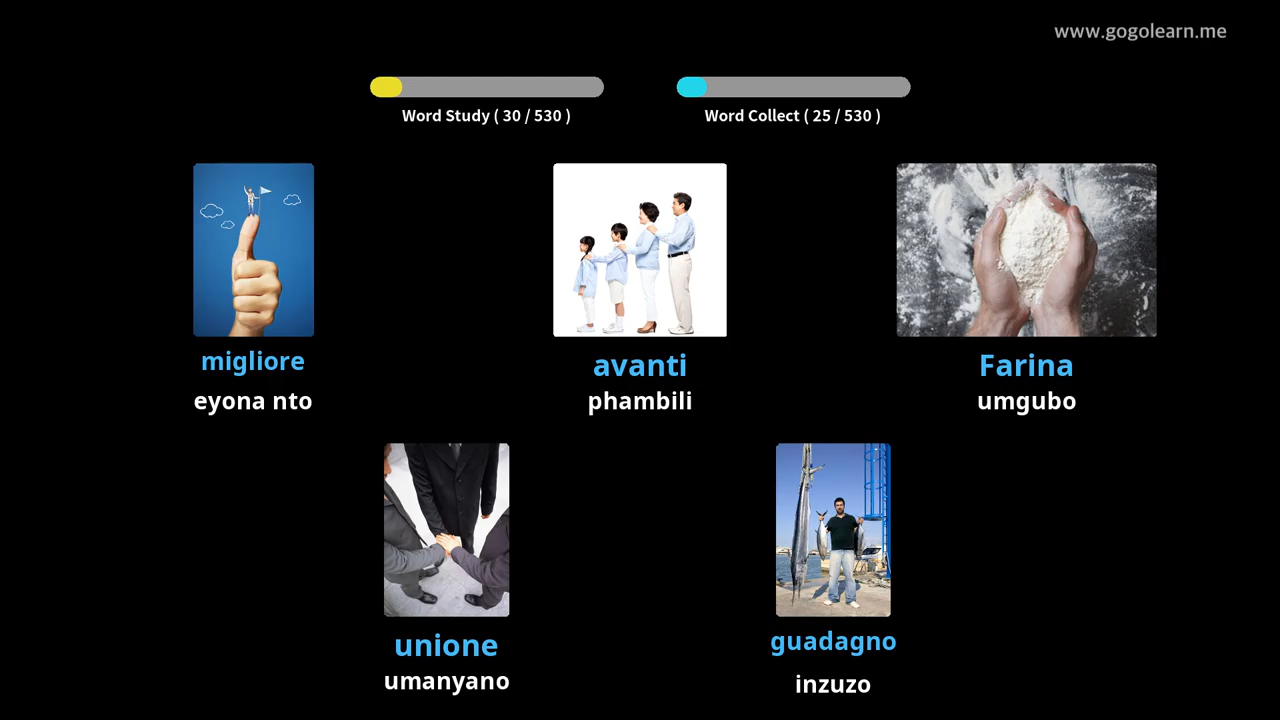 www.gogolearn.me
Word Study ( 30 / 530 )
Word Collect ( 25 / 530 )
migliore
eyona nto
avanti
phambili
Farina
umgubo
unione
umanyano
guadagno
inzuzo